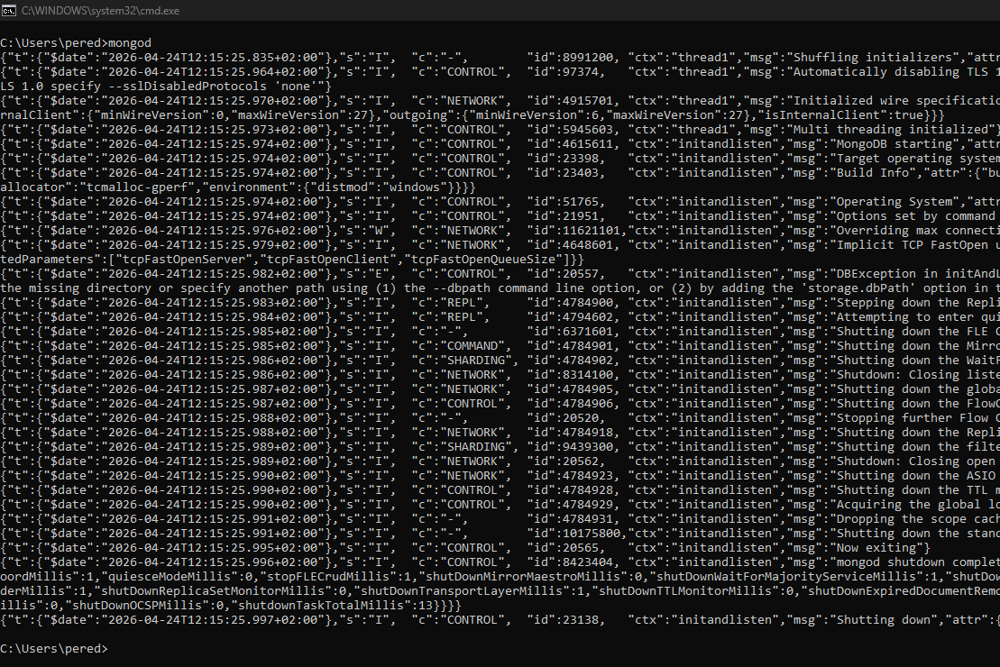 C:\WINDOWS\system32\cmd.exe
C:\Users\pered>mongod
{"t":{"$date":"2026-04-24T12:15:25.835+02:00"},"s":"I",  "c":"-",        "id":8991200, "ctx":"thread1","msg":"Shuffling initializers","attr
{"t":{"$date":"2026-04-24T12:15:25.964+02:00"},"s":"I",  "c":"CONTROL",  "id":97374,   "ctx":"thread1","msg":"Automatically disabling TLS 1
LS 1.0 specify --sslDisabledProtocols 'none'"}
{"t":{"$date":"2026-04-24T12:15:25.970+02:00"},"s":"I",  "c":"NETWORK",  "id":4915701, "ctx":"thread1","msg":"Initialized wire specificatio
rnalClient":{"minWireVersion":0,"maxWireVersion":27},"outgoing":{"minWireVersion":6,"maxWireVersion":27},"isInternalClient":true}}}
{"t":{"$date":"2026-04-24T12:15:25.973+02:00"},"s":"I",  "c":"CONTROL",  "id":5945603, "ctx":"thread1","msg":"Multi threading initialized"}
{"t":{"$date":"2026-04-24T12:15:25.974+02:00"},"s":"I",  "c":"CONTROL",  "id":4615611, "ctx":"initandlisten","msg":"MongoDB starting","attr
{"t":{"$date":"2026-04-24T12:15:25.974+02:00"},"s":"I",  "c":"CONTROL",  "id":23398,   "ctx":"initandlisten","msg":"Target operating system
{"t":{"$date":"2026-04-24T12:15:25.974+02:00"},"s":"I",  "c":"CONTROL",  "id":23403,   "ctx":"initandlisten","msg":"Build Info","attr":{"bu
allocator":"tcmalloc-gperf","environment":{"distmod":"windows"}}}}
{"t":{"$date":"2026-04-24T12:15:25.974+02:00"},"s":"I",  "c":"CONTROL",  "id":51765,   "ctx":"initandlisten","msg":"Operating System","attr
{"t":{"$date":"2026-04-24T12:15:25.974+02:00"},"s":"I",  "c":"CONTROL",  "id":21951,   "ctx":"initandlisten","msg":"Options set by command
{"t":{"$date":"2026-04-24T12:15:25.976+02:00"},"s":"W",  "c":"NETWORK",  "id":11621101,"ctx":"initandlisten","msg":"Overriding max connecti
{"t":{"$date":"2026-04-24T12:15:25.979+02:00"},"s":"I",  "c":"NETWORK",  "id":4648601, "ctx":"initandlisten","msg":"Implicit TCP FastOpen u
tedParameters":["tcpFastOpenServer","tcpFastOpenClient","tcpFastOpenQueueSize"]}}
{"t":{"$date":"2026-04-24T12:15:25.982+02:00"},"s":"E",  "c":"CONTROL",  "id":20557,   "ctx":"initandlisten","msg":"DBException in initAndL
the missing directory or specify another path using (1) the --dbpath command line option, or (2) by adding the 'storage.dbPath' option in t
{"t":{"$date":"2026-04-24T12:15:25.983+02:00"},"s":"I",  "c":"REPL",     "id":4784900, "ctx":"initandlisten","msg":"Stepping down the Repli
{"t":{"$date":"2026-04-24T12:15:25.984+02:00"},"s":"I",  "c":"REPL",     "id":4794602, "ctx":"initandlisten","msg":"Attempting to enter qui
{"t":{"$date":"2026-04-24T12:15:25.985+02:00"},"s":"I",  "c":"-",        "id":6371601, "ctx":"initandlisten","msg":"Shutting down the FLE C
{"t":{"$date":"2026-04-24T12:15:25.985+02:00"},"s":"I",  "c":"COMMAND",  "id":4784901, "ctx":"initandlisten","msg":"Shutting down the Mirro
{"t":{"$date":"2026-04-24T12:15:25.986+02:00"},"s":"I",  "c":"SHARDING", "id":4784902, "ctx":"initandlisten","msg":"Shutting down the WaitF
{"t":{"$date":"2026-04-24T12:15:25.986+02:00"},"s":"I",  "c":"NETWORK",  "id":8314100, "ctx":"initandlisten","msg":"Shutdown: Closing liste
{"t":{"$date":"2026-04-24T12:15:25.987+02:00"},"s":"I",  "c":"NETWORK",  "id":4784905, "ctx":"initandlisten","msg":"Shutting down the globa
{"t":{"$date":"2026-04-24T12:15:25.987+02:00"},"s":"I",  "c":"CONTROL",  "id":4784906, "ctx":"initandlisten","msg":"Shutting down the FlowC
{"t":{"$date":"2026-04-24T12:15:25.988+02:00"},"s":"I",  "c":"-",        "id":20520,   "ctx":"initandlisten","msg":"Stopping further Flow C
{"t":{"$date":"2026-04-24T12:15:25.988+02:00"},"s":"I",  "c":"NETWORK",  "id":4784918, "ctx":"initandlisten","msg":"Shutting down the Repli
{"t":{"$date":"2026-04-24T12:15:25.989+02:00"},"s":"I",  "c":"SHARDING", "id":9439300, "ctx":"initandlisten","msg":"Shutting down the filte
{"t":{"$date":"2026-04-24T12:15:25.989+02:00"},"s":"I",  "c":"NETWORK",  "id":20562,   "ctx":"initandlisten","msg":"Shutdown: Closing open
{"t":{"$date":"2026-04-24T12:15:25.990+02:00"},"s":"I",  "c":"NETWORK",  "id":4784923, "ctx":"initandlisten","msg":"Shutting down the ASIO
{"t":{"$date":"2026-04-24T12:15:25.990+02:00"},"s":"I",  "c":"CONTROL",  "id":4784928, "ctx":"initandlisten","msg":"Shutting down the TTL m
{"t":{"$date":"2026-04-24T12:15:25.990+02:00"},"s":"I",  "c":"CONTROL",  "id":4784929, "ctx":"initandlisten","msg":"Acquiring the global lo
{"t":{"$date":"2026-04-24T12:15:25.991+02:00"},"s":"I",  "c":"-",        "id":4784931, "ctx":"initandlisten","msg":"Dropping the scope cach
{"t":{"$date":"2026-04-24T12:15:25.991+02:00"},"s":"I",  "c":"-",        "id":10175800,"ctx":"initandlisten","msg":"Shutting down the stand
{"t":{"$date":"2026-04-24T12:15:25.995+02:00"},"s":"I",  "c":"CONTROL",  "id":20565,   "ctx":"initandlisten","msg":"Now exiting"}
{"t":{"$date":"2026-04-24T12:15:25.996+02:00"},"s":"I",  "c":"CONTROL",  "id":8423404, "ctx":"initandlisten","msg":"mongod shutdown complet
oordMillis":1,"quiesceModeMillis":0,"stopFLECrudMillis":1,"shutDownMirrorMaestroMillis":0,"shutDownWaitForMajorityServiceMillis":1,"shutDow
derMillis":1,"shutDownReplicaSetMonitorMillis":0,"shutDownTransportLayerMillis":1,"shutDownTTLMonitorMillis":0,"shutDownExpiredDocumentRemo
illis":0,"shutDownOCSPMillis":0,"shutdownTaskTotalMillis":13}}}}
{"t":{"$date":"2026-04-24T12:15:25.997+02:00"},"s":"I",  "c":"CONTROL",  "id":23138,   "ctx":"initandlisten","msg":"Shutting down","attr":{
C:\Users\pered>